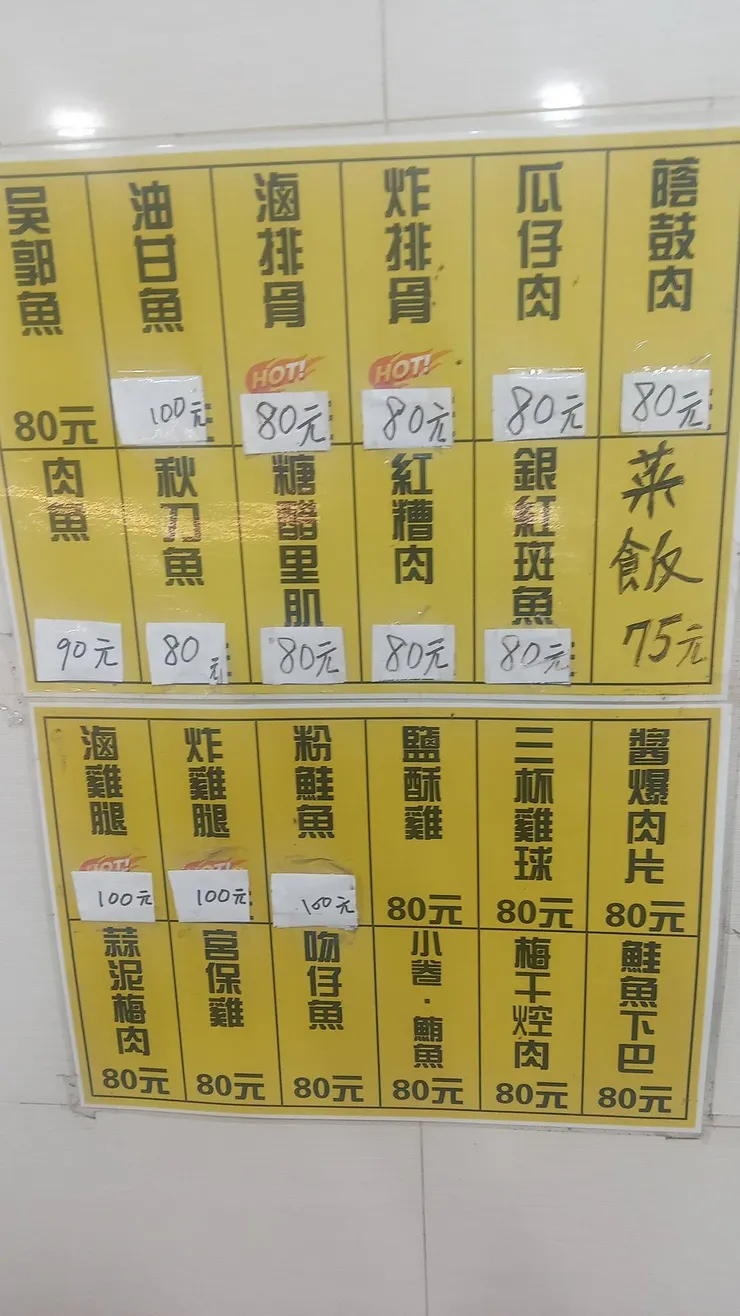 蔭鼓肉
80元
瓜仔肉
80元
炸排骨
HOT!
80元
滷排骨
HOT!
80元
油甘魚
100元
吳郭魚
80元
菜飯
75元
銀紅斑魚
80元
紅糟肉
80元
糖醋里肌
80元
秋刀魚
80元
肉魚
90元
醬爆肉片
80元
三杯雞球
80元
鹽酥雞
80元
粉鮭魚
100元
炸雞腿
HOT!
100元
滷雞腿
HOT!
100元
鮭魚下巴
80元
梅干焢肉
80元
小卷.鮪魚
80元
吻仔魚
80元
宮保雞
80元
蒜泥梅肉
80元